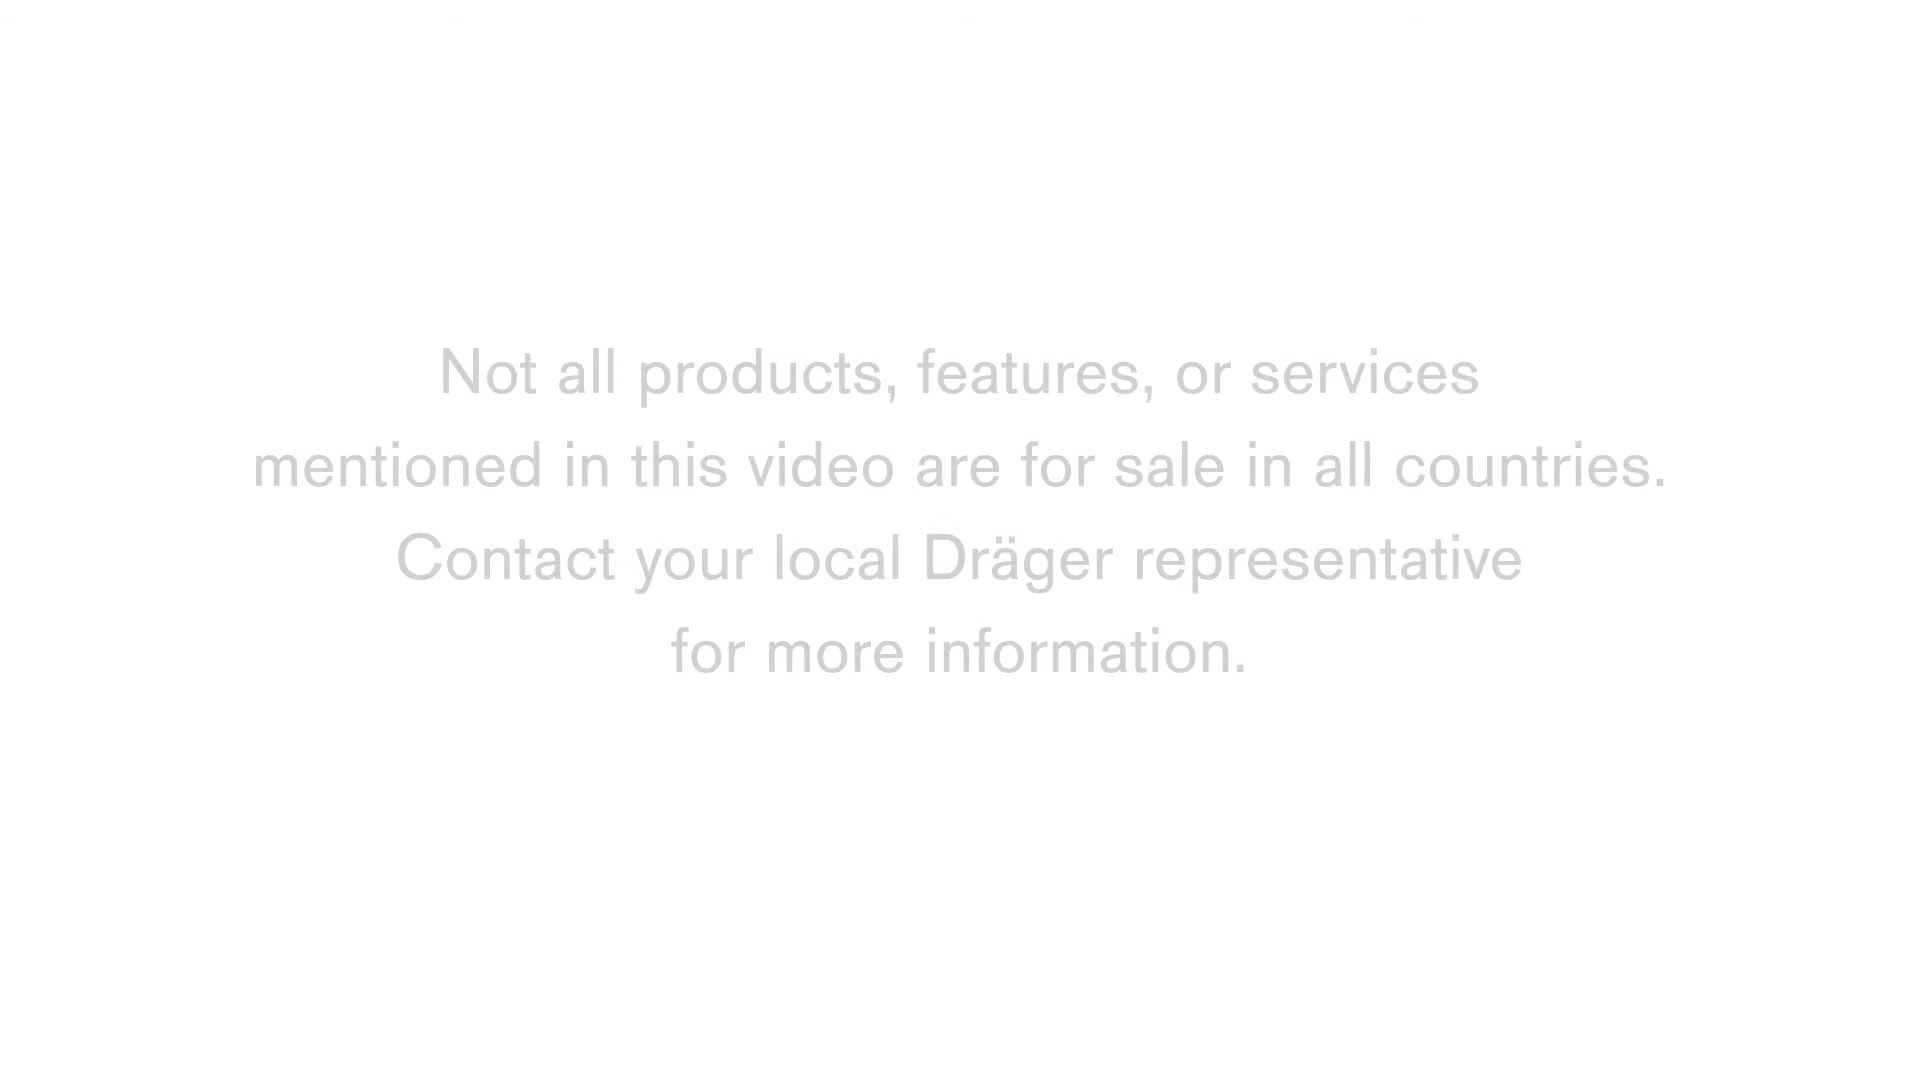 Not all products, features, or services
mentioned in this video are for sale in all countries.
Contact your local Dräger representative
for more information.